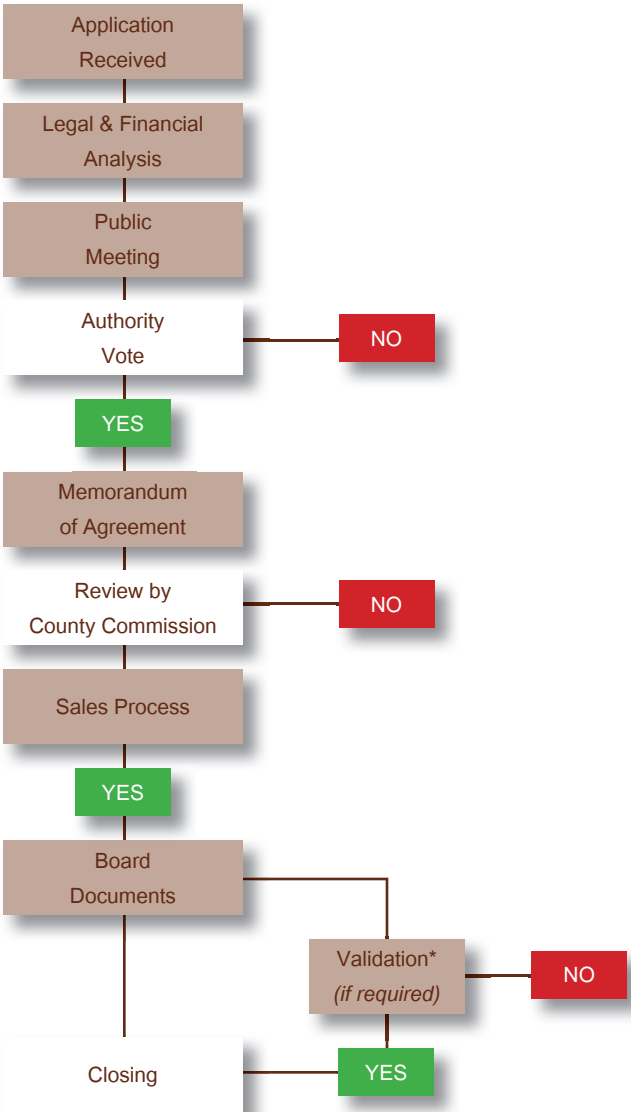 Application
Received
Legal & Financial
Analysis
Public
Meeting
Authority
Vote
NO
YES
Memorandum
of Agreement
Review by
County Commission
NO
Sales Process
YES
Board
Documents
Validation*
(if required)
NO
YES
Closing